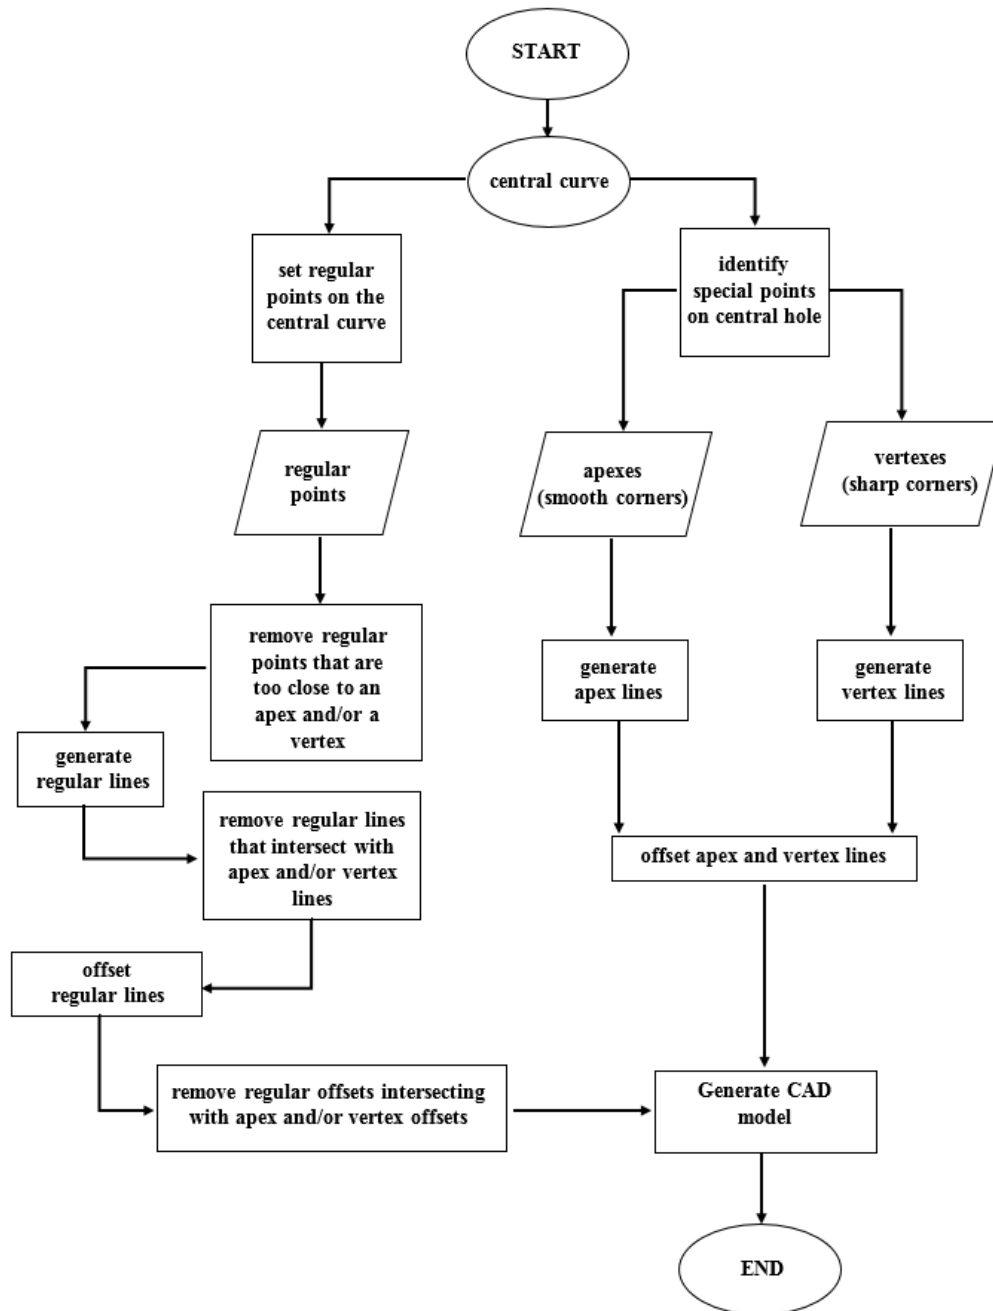 START
central curve
set regular
points on the
central curve
identify
special points
on central hole
regular
points
apexes
(smooth corners)
vertexes
(sharp corners)
remove regular
points that are
too close to an
apex and/or a
vertex
generate
apex lines
generate
vertex lines
generate
regular lines
remove regular lines
that intersect with
apex and/or vertex
lines
offset apex and vertex lines
offset
regular lines
remove regular offsets intersecting
with apex and/or vertex offsets
Generate CAD
model
END